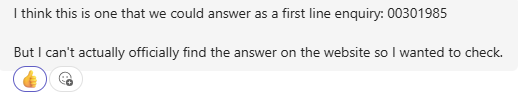 I think this is one that we could answer as a first line enquiry: 00301985
But I can't actually officially find the answer on the website so I wanted to check.